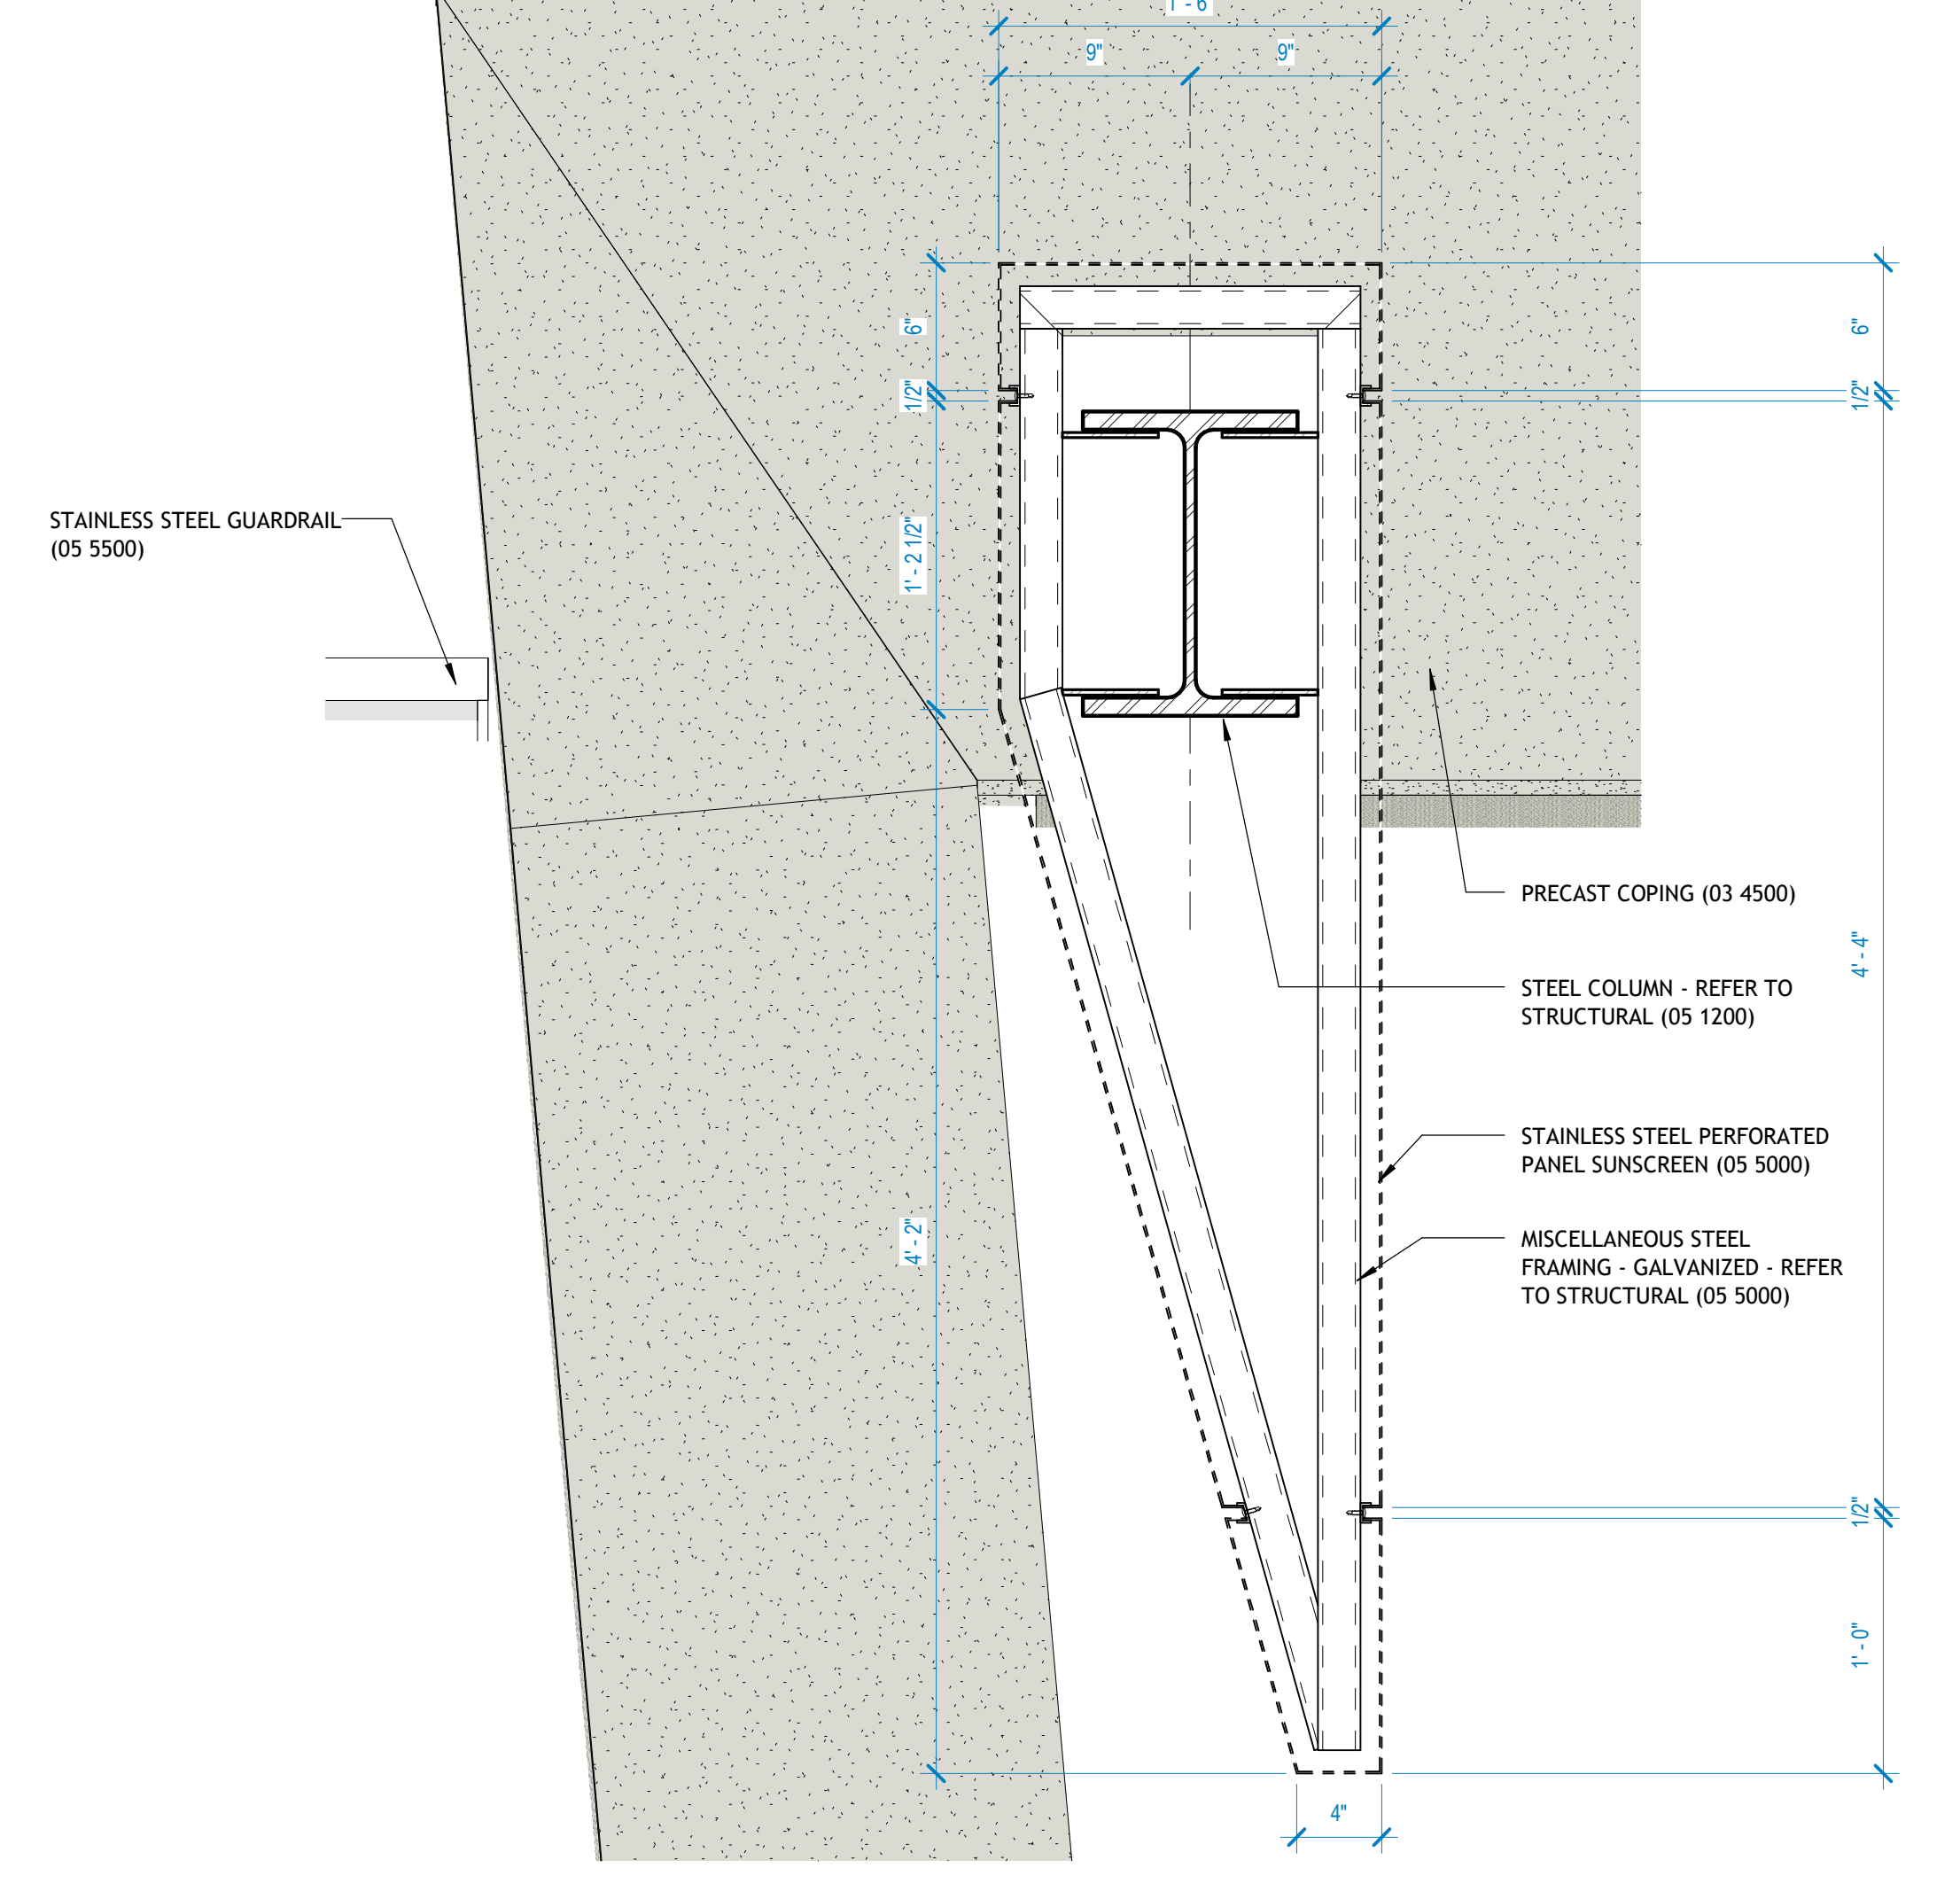 1' - 6"
9"
9"
6"
1/2"
1' - 2 1/2"
4' - 2"
6"
1/2"
4' - 4"
1/2"
1' - 0"
4"
STAINLESS STEEL GUARDRAIL
(05 5500)
PRECAST COPING (03 4500)
STEEL COLUMN - REFER TO
STRUCTURAL (05 1200)
STAINLESS STEEL PERFORATED
PANEL SUNSCREEN (05 5000)
MISCELLANEOUS STEEL
FRAMING - GALVANIZED - REFER
TO STRUCTURAL (05 5000)